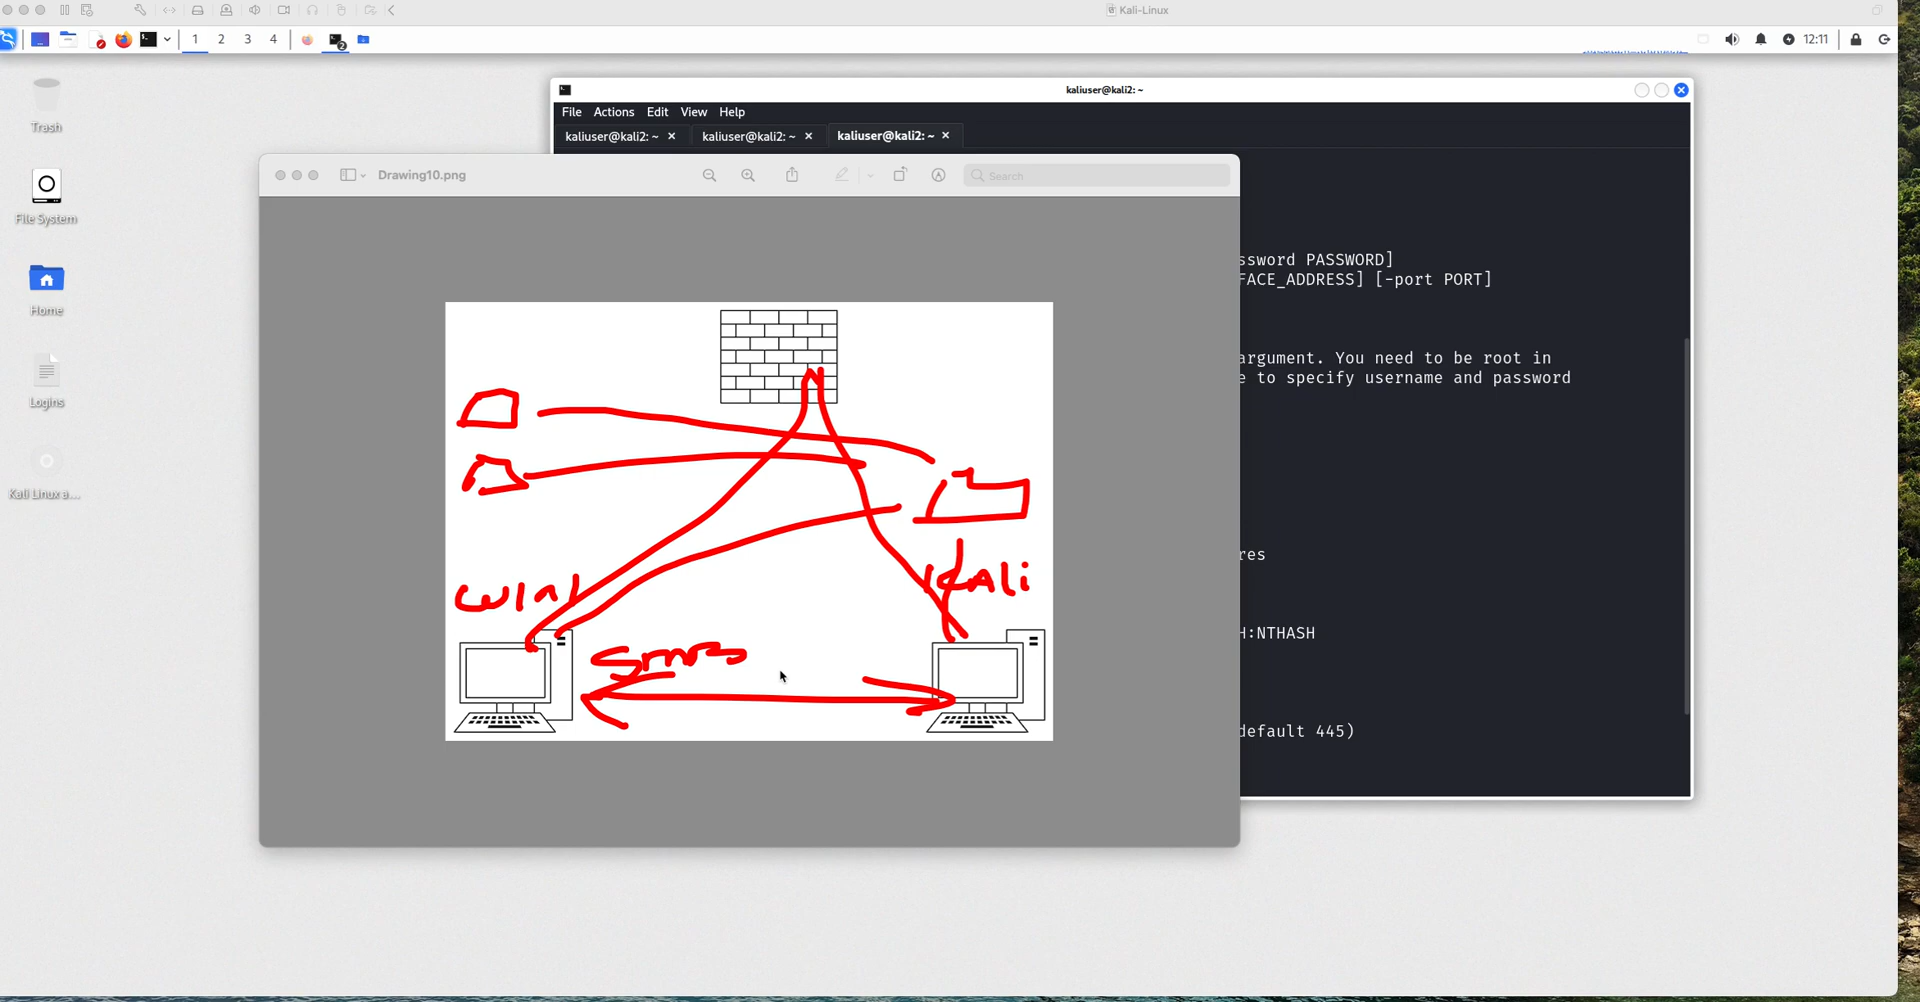 Kali-Linux
1 2 3 4
2
12:11
Trash
File System
Home
Logins
Kali Linux a...
kaliuser@kali2: ~
File Actions Edit View Help
kaliuser@kali2: ~ kaliuser@kali2: ~ kaliuser@kali2: ~
Drawing10.png
Search
ssword PASSWORD]
FACE_ADDRESS] [-port PORT]
argument. You need to be root in
e to specify username and password
res
H:NTHASH
default 445)
Win1
KAli